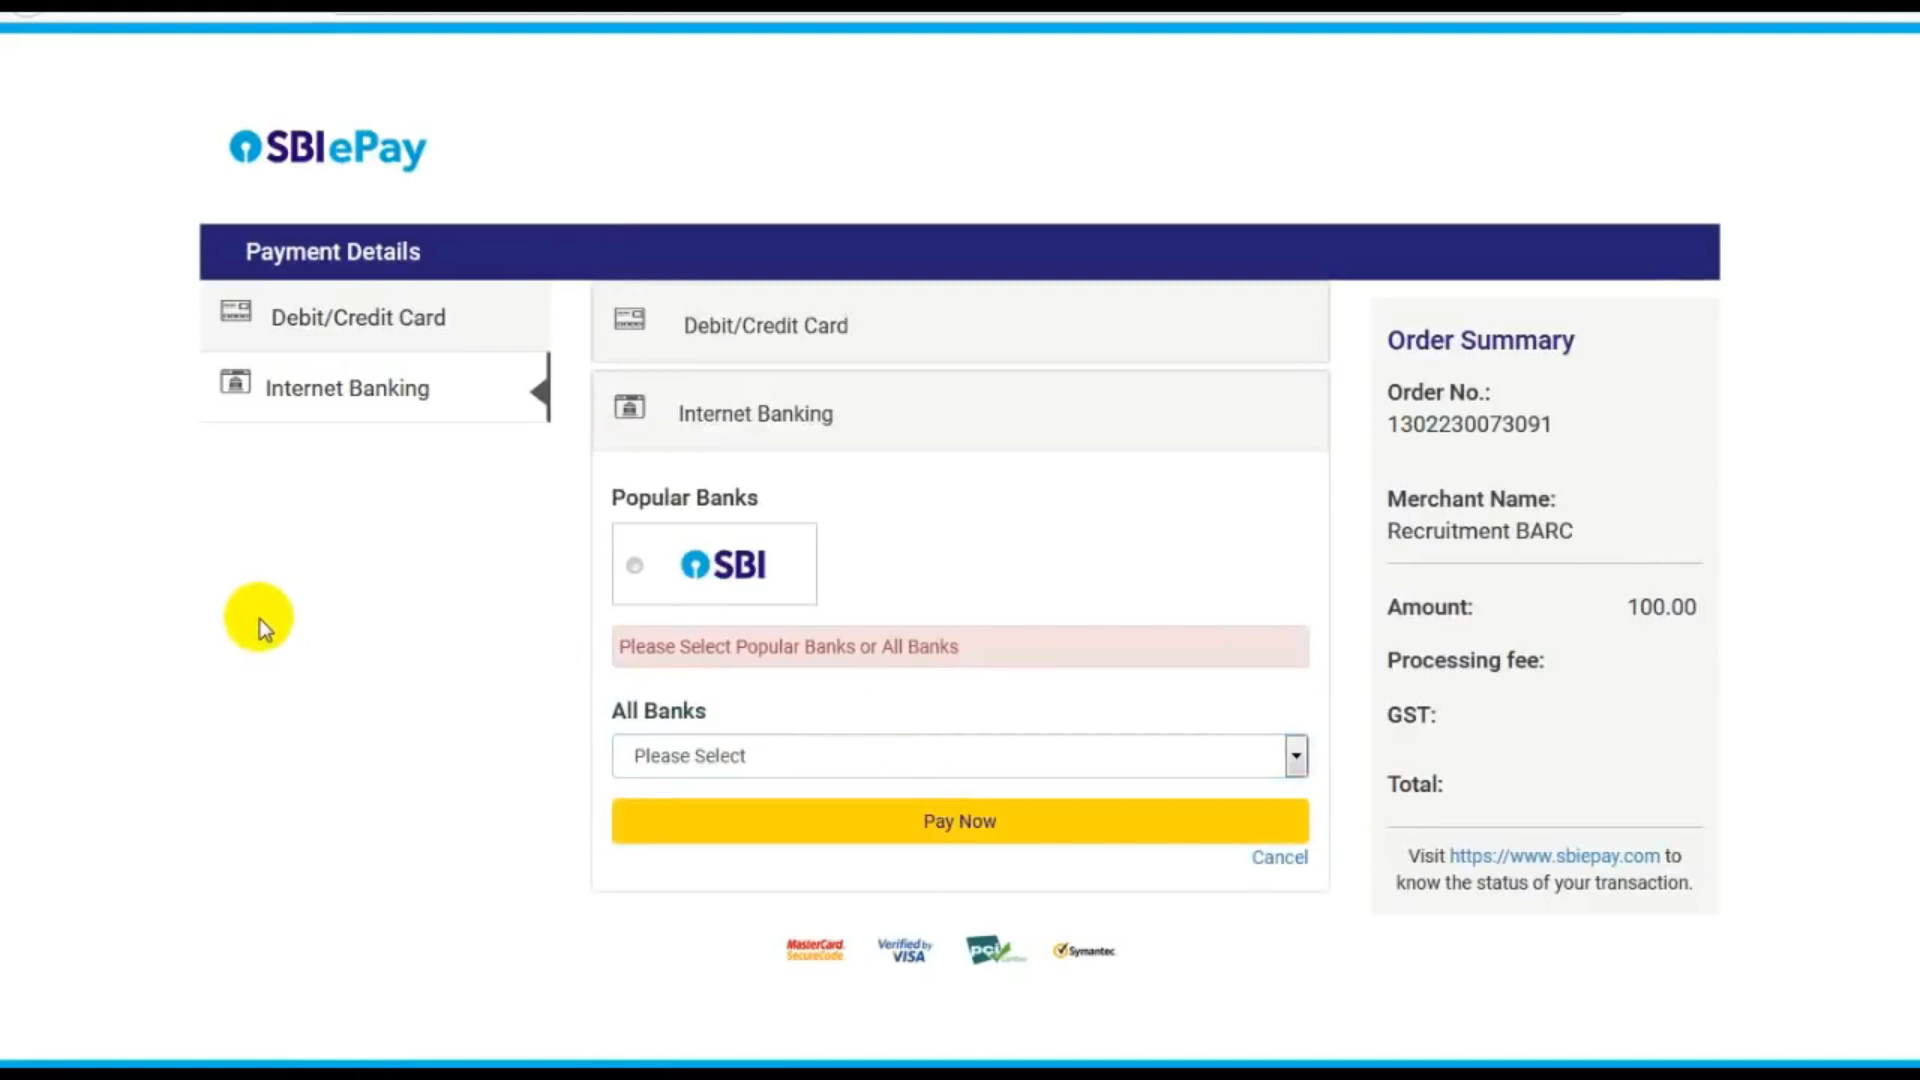 SBI ePay
Payment Details
Debit/Credit Card
Internet Banking
Debit/Credit Card
Internet Banking
Popular Banks
SBI
Please Select Popular Banks or All Banks
All Banks
Please Select
Pay Now
Cancel
Order Summary
Order No.:
1302230073091
Merchant Name:
Recruitment BARC
Amount: 100.00
Processing fee:
GST:
Total:
Visit https://www.sbiepay.com to
know the status of your transaction.
MasterCard.
SecureCode.
Verified by
VISA
pci
Symantec.